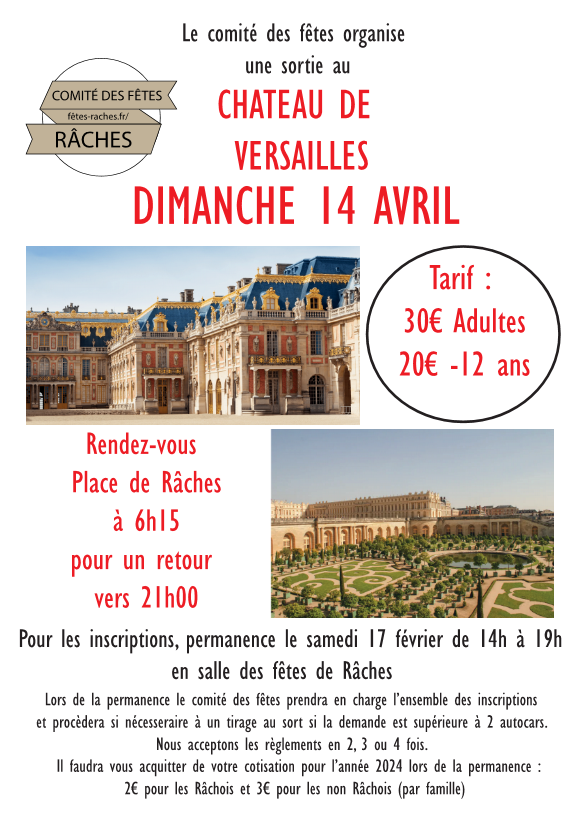 Le comité des fêtes organise
une sortie au
COMITÉ DES FÊTES
fêtes-raches.fr/
RÂCHES
CHATEAU DE
VERSAILLES
DIMANCHE 14 AVRIL
Tarif :
30€ Adultes
20€ -12 ans
Rendez-vous
Place de Râches
à 6h15
pour un retour
vers 21h00
Pour les inscriptions, permanence le samedi 17 février de 14h à 19h
en salle des fêtes de Râches
Lors de la permanence le comité des fêtes prendra en charge l'ensemble des inscriptions
et procèdera si nécesseraire à un tirage au sort si la demande est supérieure à 2 autocars.
Nous acceptons les règlements en 2, 3 ou 4 fois.
Il faudra vous acquitter de votre cotisation pour l'année 2024 lors de la permanence :
2€ pour les Râchois et 3€ pour les non Râchois (par famille)